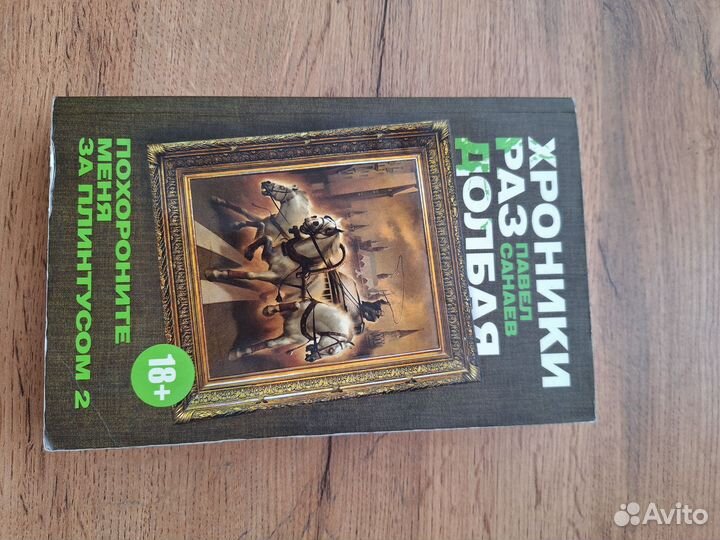 ХРОНИКИ
РАЗ
ПАВЕЛ
САНАЕВ
ДОЛБАЯ
18+
ПОХОРОНИТЕ
МЕНЯ
ЗА ПЛИНТУСОМ 2
Avito